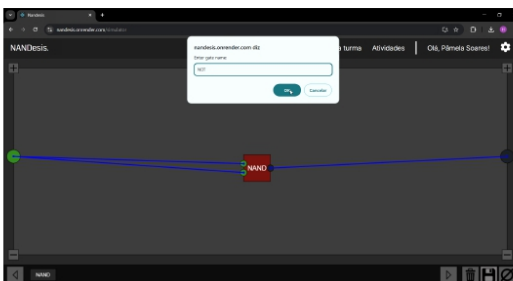 Nandesis
nandesis.onrender.com/simulator
NANDesis.
turma
Atividades
Olá, Pâmela Soares!
nandesis.onrender.com diz
Enter gate name:
NOT
OK
Cancelar
NAND
NAND